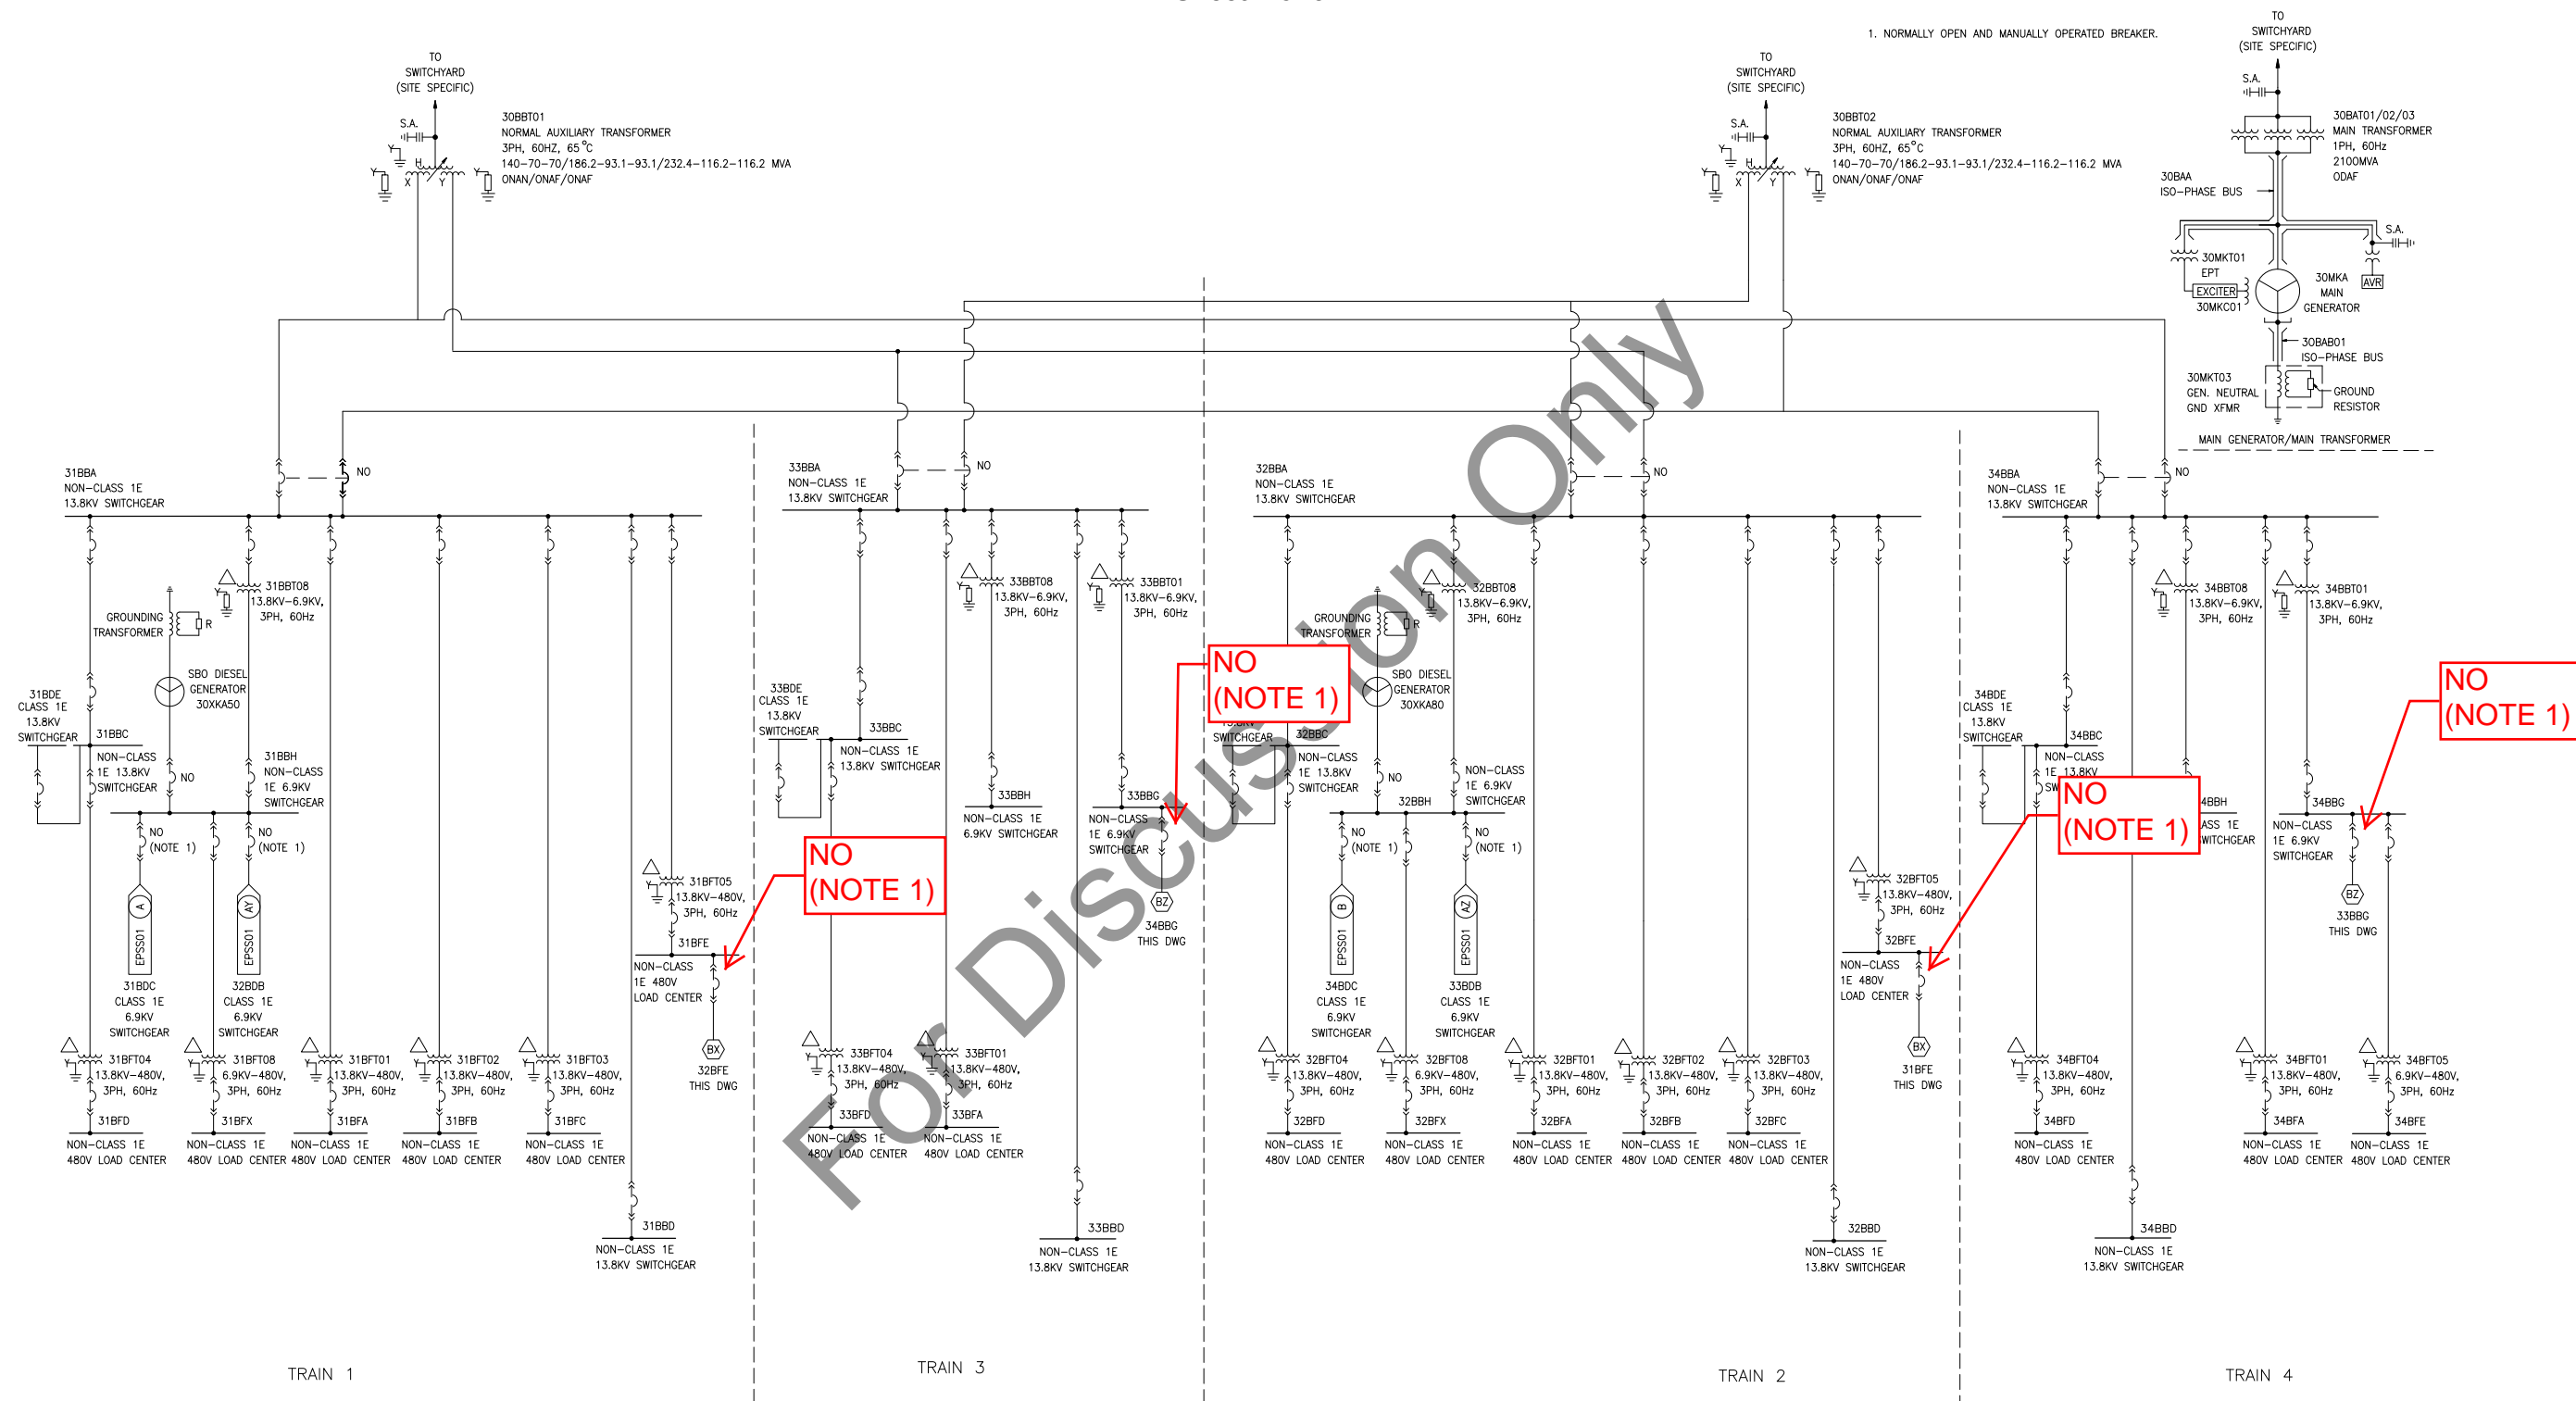 1. NORMALLY OPEN AND MANUALLY OPERATED BREAKER.
TO
SWITCHYARD
(SITE SPECIFIC)
S.A.
H
X
Y
Y
Y
Y
30BBT01
NORMAL AUXILIARY TRANSFORMER
3PH, 60HZ, 65°C
140-70-70/186.2-93.1-93.1/232.4-116.2-116.2 MVA
ONAN/ONAF/ONAF
TO
SWITCHYARD
(SITE SPECIFIC)
S.A.
H
X
Y
Y
Y
Y
30BBT02
NORMAL AUXILIARY TRANSFORMER
3PH, 60HZ, 65°C
140-70-70/186.2-93.1-93.1/232.4-116.2-116.2 MVA
ONAN/ONAF/ONAF
TO
SWITCHYARD
(SITE SPECIFIC)
S.A.
30BAT01/02/03
MAIN TRANSFORMER
1PH, 60Hz
2100MVA
ODAF
30BAA
ISO-PHASE BUS
S.A.
30MKT01
EPT
EXCITER
30MKC01
30MKA
MAIN
GENERATOR
AVR
30BAB01
ISO-PHASE BUS
30MKT03
GEN. NEUTRAL
GND XFMR
GROUND
RESISTOR
MAIN GENERATOR/MAIN TRANSFORMER
31BBA
NON-CLASS 1E
13.8KV SWITCHGEAR
NO
31BBT08
13.8KV-6.9KV,
3PH, 60Hz
GROUNDING
TRANSFORMER
R
SBO DIESEL
GENERATOR
30XKA50
31BDE
CLASS 1E
13.8KV
SWITCHGEAR
31BBC
NON-CLASS
1E 13.8KV
SWITCHGEAR
NO
31BBH
NON-CLASS
1E 6.9KV
SWITCHGEAR
NO
(NOTE 1)
NO
(NOTE 1)
A
EPSS01
AY
EPSS01
31BDC
CLASS 1E
6.9KV
SWITCHGEAR
32BDB
CLASS 1E
6.9KV
SWITCHGEAR
31BFT05
13.8KV-480V,
3PH, 60Hz
31BFE
NON-CLASS
1E 480V
LOAD CENTER
BX
32BFE
THIS DWG
31BFT04
13.8KV-480V,
3PH, 60Hz
31BFT08
6.9KV-480V,
3PH, 60Hz
31BFT01
13.8KV-480V,
3PH, 60Hz
31BFT02
13.8KV-480V,
3PH, 60Hz
31BFT03
13.8KV-480V,
3PH, 60Hz
31BFD
NON-CLASS 1E
480V LOAD CENTER
31BFX
NON-CLASS 1E
480V LOAD CENTER
31BFA
NON-CLASS 1E
480V LOAD CENTER
31BFB
NON-CLASS 1E
480V LOAD CENTER
31BFC
NON-CLASS 1E
480V LOAD CENTER
31BBD
NON-CLASS 1E
13.8KV SWITCHGEAR
TRAIN 1
33BBA
NON-CLASS 1E
13.8KV SWITCHGEAR
NO
33BBT08
13.8KV-6.9KV,
3PH, 60Hz
33BBT01
13.8KV-6.9KV,
3PH, 60Hz
33BDE
CLASS 1E
13.8KV
SWITCHGEAR
33BBC
NON-CLASS 1E
13.8KV SWITCHGEAR
33BBH
NON-CLASS 1E
6.9KV SWITCHGEAR
33BBG
NON-CLASS
1E 6.9KV
SWITCHGEAR
NO
(NOTE 1)
BZ
34BBG
THIS DWG
33BFT04
13.8KV-480V,
3PH, 60Hz
33BFT01
13.8KV-480V,
3PH, 60Hz
33BFD
NON-CLASS 1E
480V LOAD CENTER
33BFA
NON-CLASS 1E
480V LOAD CENTER
33BBD
NON-CLASS 1E
13.8KV SWITCHGEAR
TRAIN 3
32BBA
NON-CLASS 1E
13.8KV SWITCHGEAR
NO
32BBT08
13.8KV-6.9KV,
3PH, 60Hz
GROUNDING
TRANSFORMER
R
SBO DIESEL
GENERATOR
30XKA80
NO
(NOTE 1)
SWITCHGEAR
32BBC
NON-CLASS
1E 13.8KV
SWITCHGEAR
NO
32BBH
NON-CLASS
1E 6.9KV
SWITCHGEAR
NO
(NOTE 1)
NO
(NOTE 1)
B
EPSS01
AZ
EPSS01
34BDC
CLASS 1E
6.9KV
SWITCHGEAR
33BDB
CLASS 1E
6.9KV
SWITCHGEAR
32BFT05
13.8KV-480V,
3PH, 60Hz
32BFE
NON-CLASS
1E 480V
LOAD CENTER
BX
31BFE
THIS DWG
32BFT04
13.8KV-480V,
3PH, 60Hz
32BFT08
6.9KV-480V,
3PH, 60Hz
32BFT01
13.8KV-480V,
3PH, 60Hz
32BFT02
13.8KV-480V,
3PH, 60Hz
32BFT03
13.8KV-480V,
3PH, 60Hz
32BFD
NON-CLASS 1E
480V LOAD CENTER
32BFX
NON-CLASS 1E
480V LOAD CENTER
32BFA
NON-CLASS 1E
480V LOAD CENTER
32BFB
NON-CLASS 1E
480V LOAD CENTER
32BFC
NON-CLASS 1E
480V LOAD CENTER
32BBD
NON-CLASS 1E
13.8KV SWITCHGEAR
TRAIN 2
34BBA
NON-CLASS 1E
13.8KV SWITCHGEAR
NO
34BBT08
13.8KV-6.9KV,
3PH, 60Hz
34BBT01
13.8KV-6.9KV,
3PH, 60Hz
34BDE
CLASS 1E
13.8KV
SWITCHGEAR
34BBC
NON-CLASS
1E 13.8KV
NO
(NOTE 1)
34BBG
NON-CLASS
1E 6.9KV
SWITCHGEAR
NO
(NOTE 1)
BZ
33BBG
THIS DWG
34BFT04
13.8KV-480V,
3PH, 60Hz
34BFT01
13.8KV-480V,
3PH, 60Hz
34BFT05
6.9KV-480V,
3PH, 60Hz
34BFD
NON-CLASS 1E
480V LOAD CENTER
34BFA
NON-CLASS 1E
480V LOAD CENTER
34BFE
NON-CLASS 1E
480V LOAD CENTER
34BBD
NON-CLASS 1E
13.8KV SWITCHGEAR
TRAIN 4
For Discussion Only